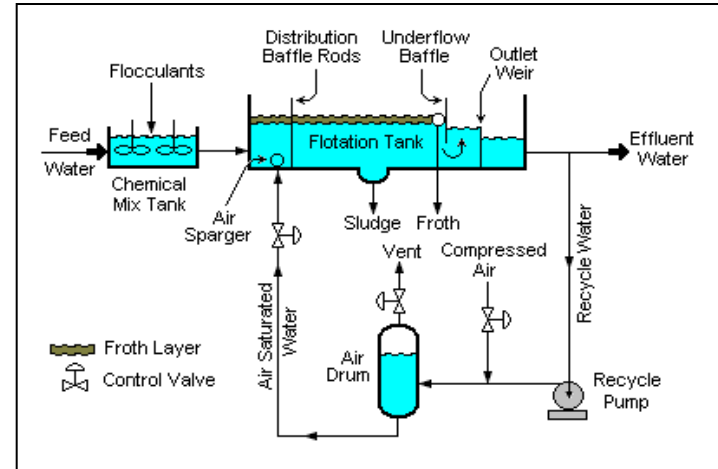 Distribution
Baffle Rods
Underflow
Baffle
Outlet
Weir
Flocculants
Feed
Water
Chemical
Mix Tank
Flotation Tank
Effluent
Water
Air
Sparger
Sludge
Froth
Vent
Compressed
Air
Recycle Water
Air Saturated
Water
Froth Layer
Control Valve
Air
Drum
Recycle
Pump